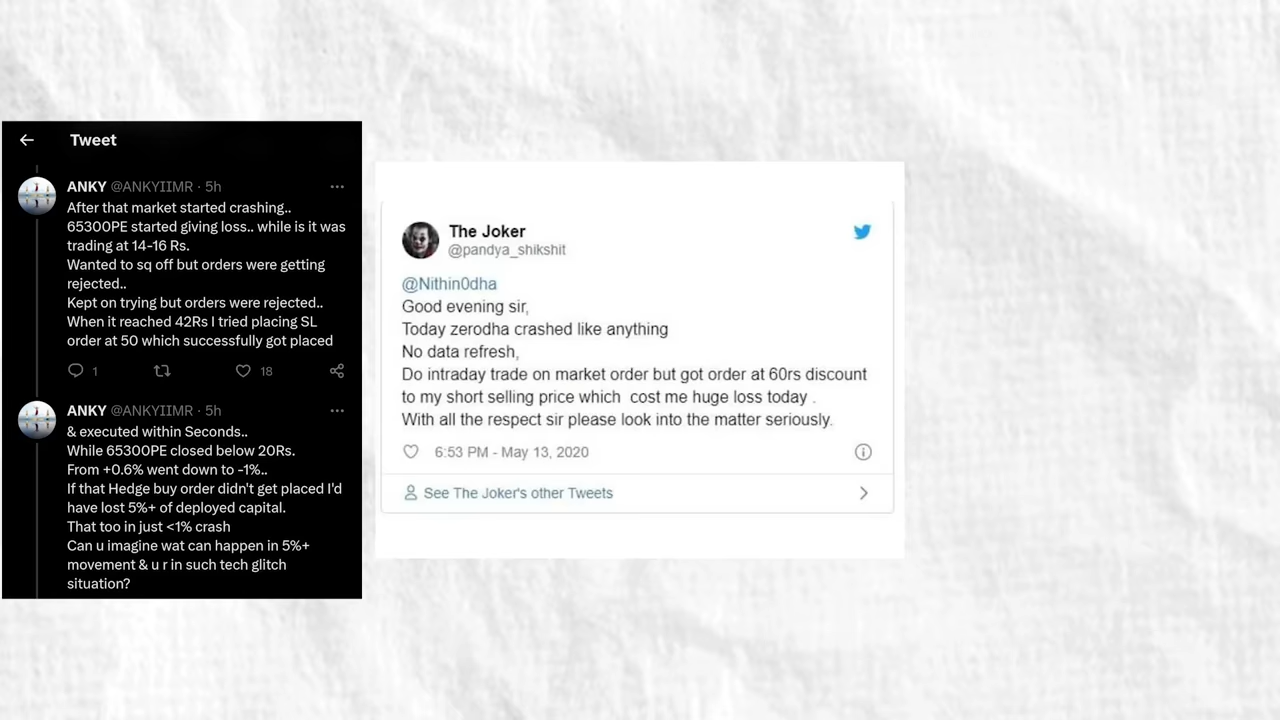 Tweet
ANKY @ANKYIIMR · 5h
After that market started crashing..
65300PE started giving loss.. while is it was
trading at 14-16 Rs.
Wanted to sq off but orders were getting
rejected..
Kept on trying but orders were rejected..
When it reached 42Rs I tried placing SL
order at 50 which successfully got placed
1 18
ANKY @ANKYIIMR · 5h
& executed within Seconds..
While 65300PE closed below 20Rs.
From +0.6% went down to -1%..
If that Hedge buy order didn't get placed I'd
have lost 5%+ of deployed capital.
That too in just <1% crash
Can u imagine wat can happen in 5%+
movement & u r in such tech glitch
situation?
The Joker
@pandya_shikshit
@Nithin0dha
Good evening sir,
Today zerodha crashed like anything
No data refresh,
Do intraday trade on market order but got order at 60rs discount
to my short selling price which cost me huge loss today .
With all the respect sir please look into the matter seriously.
6:53 PM - May 13, 2020
See The Joker's other Tweets